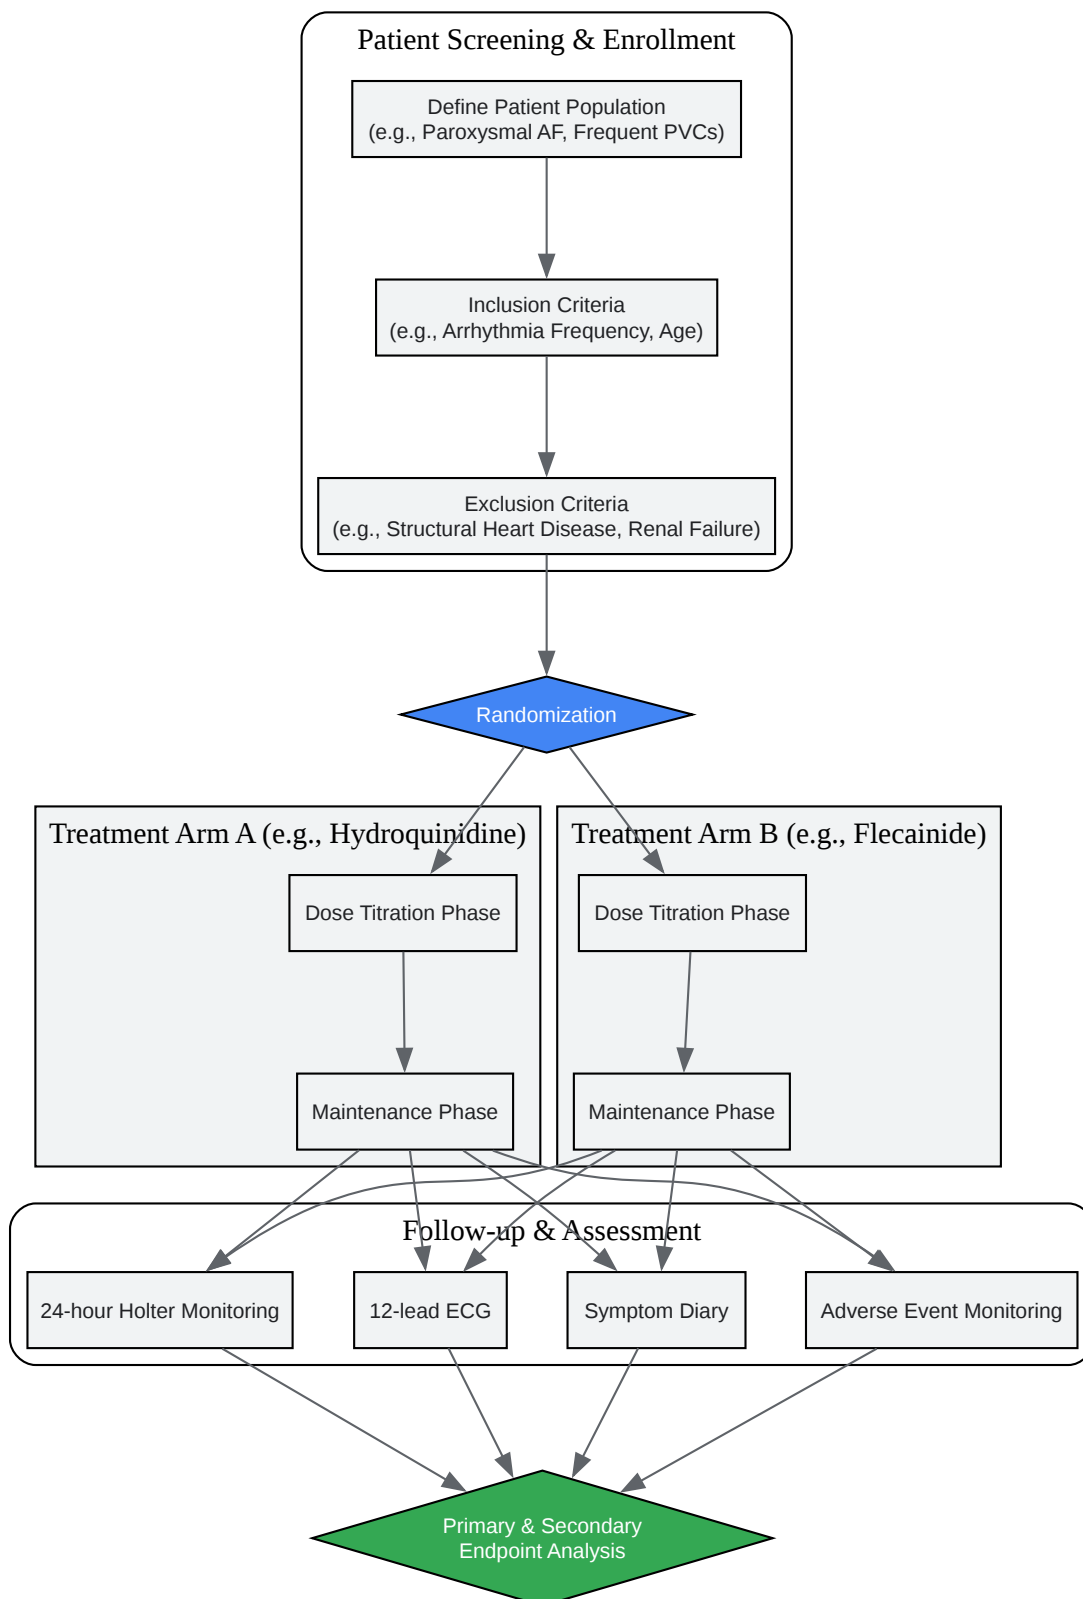 Patient Screening & Enrollment
Define Patient Population
(e.g., Paroxysmal AF, Frequent PVCs)
Inclusion Criteria
(e.g., Arrhythmia Frequency, Age)
Exclusion Criteria
(e.g., Structural Heart Disease, Renal Failure)
Randomization
Treatment Arm A (e.g., Hydroquinidine)
Dose Titration Phase
Maintenance Phase
Treatment Arm B (e.g., Flecainide)
Dose Titration Phase
Maintenance Phase
Follow-up & Assessment
24-hour Holter Monitoring
12-lead ECG
Symptom Diary
Adverse Event Monitoring
Primary & Secondary
Endpoint Analysis